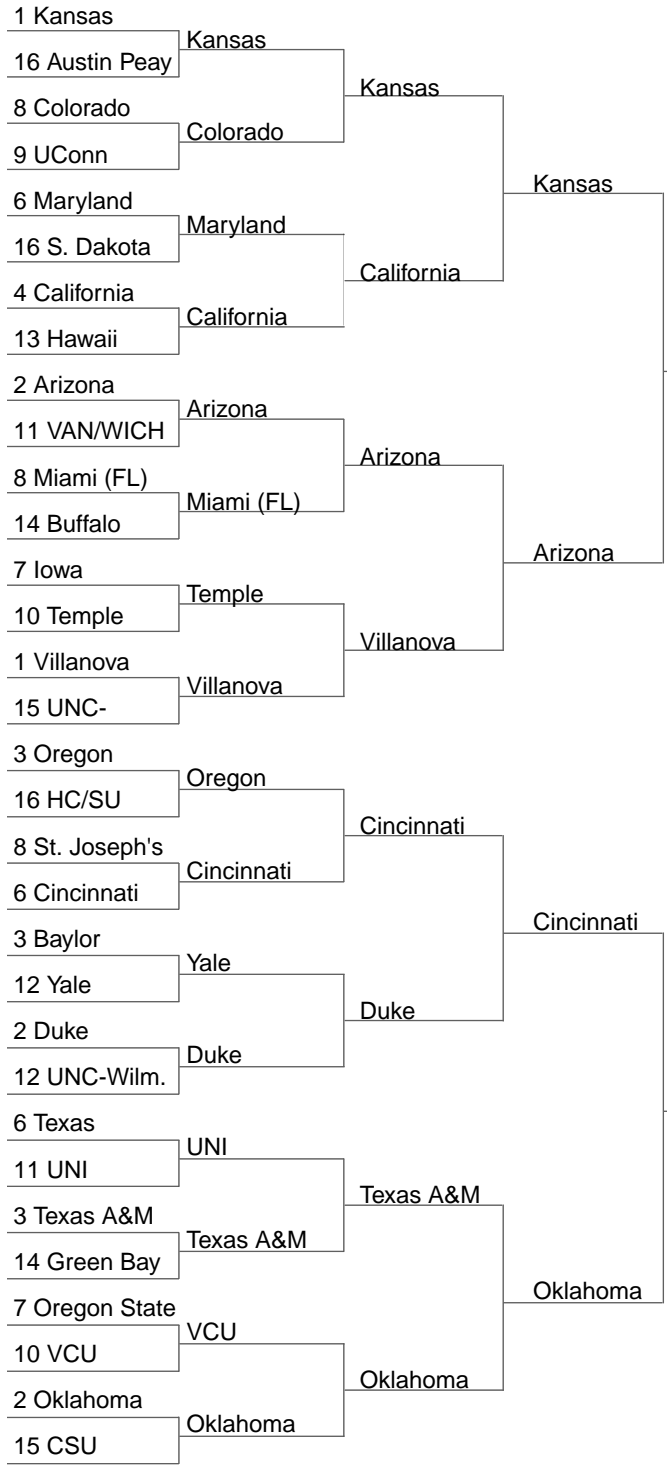 1 Kansas
Kansas
16 Austin Peay
Kansas
8 Colorado
Colorado
9 UConn
Kansas
6 Maryland
Maryland
16 S. Dakota
California
4 California
California
13 Hawaii
2 Arizona
Arizona
11 VAN/WICH
Arizona
8 Miami (FL)
Miami (FL)
14 Buffalo
Arizona
7 Iowa
Temple
10 Temple
Villanova
1 Villanova
Villanova
15 UNC-
3 Oregon
Oregon
16 HC/SU
Cincinnati
8 St. Joseph's
Cincinnati
6 Cincinnati
Cincinnati
3 Baylor
Yale
12 Yale
Duke
2 Duke
Duke
12 UNC-Wilm.
6 Texas
UNI
11 UNI
Texas A&M
3 Texas A&M
Texas A&M
14 Green Bay
Oklahoma
7 Oregon State
VCU
10 VCU
Oklahoma
2 Oklahoma
Oklahoma
15 CSU